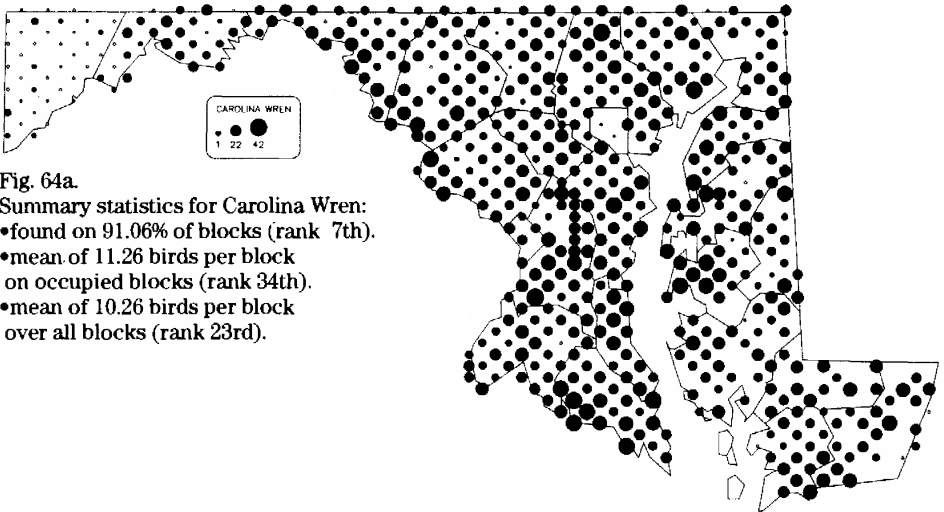 CAROLINA WREN
1 22 42
Fig. 64a.
Summary statistics for Carolina Wren:
•found on 91.06% of blocks (rank 7th).
•mean of 11.26 birds per block
on occupied blocks (rank 34th).
•mean of 10.26 birds per block
over all blocks (rank 23rd).